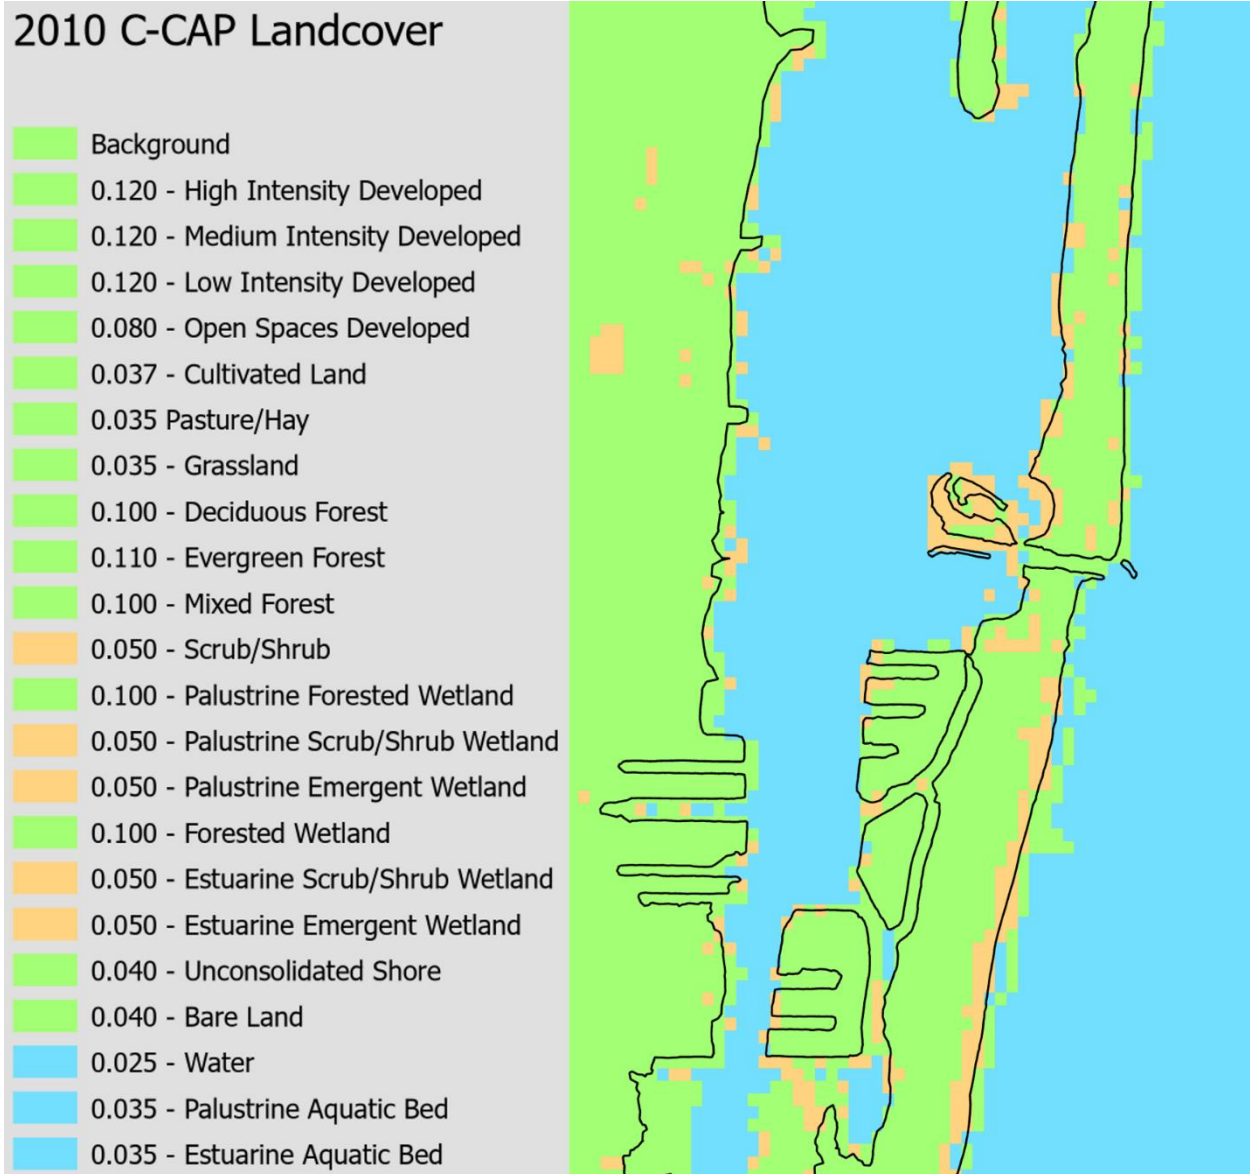 2010 C-CAP Landcover
Background
0.120 - High Intensity Developed
0.120 - Medium Intensity Developed
0.120 - Low Intensity Developed
0.080 - Open Spaces Developed
0.037 - Cultivated Land
0.035 Pasture/Hay
0.035 - Grassland
0.100 - Deciduous Forest
0.110 - Evergreen Forest
0.100 - Mixed Forest
0.050 - Scrub/Shrub
0.100 - Palustrine Forested Wetland
0.050 - Palustrine Scrub/Shrub Wetland
0.050 - Palustrine Emergent Wetland
0.100 - Forested Wetland
0.050 - Estuarine Scrub/Shrub Wetland
0.050 - Estuarine Emergent Wetland
0.040 - Unconsolidated Shore
0.040 - Bare Land
0.025 - Water
0.035 - Palustrine Aquatic Bed
0.035 - Estuarine Aquatic Bed